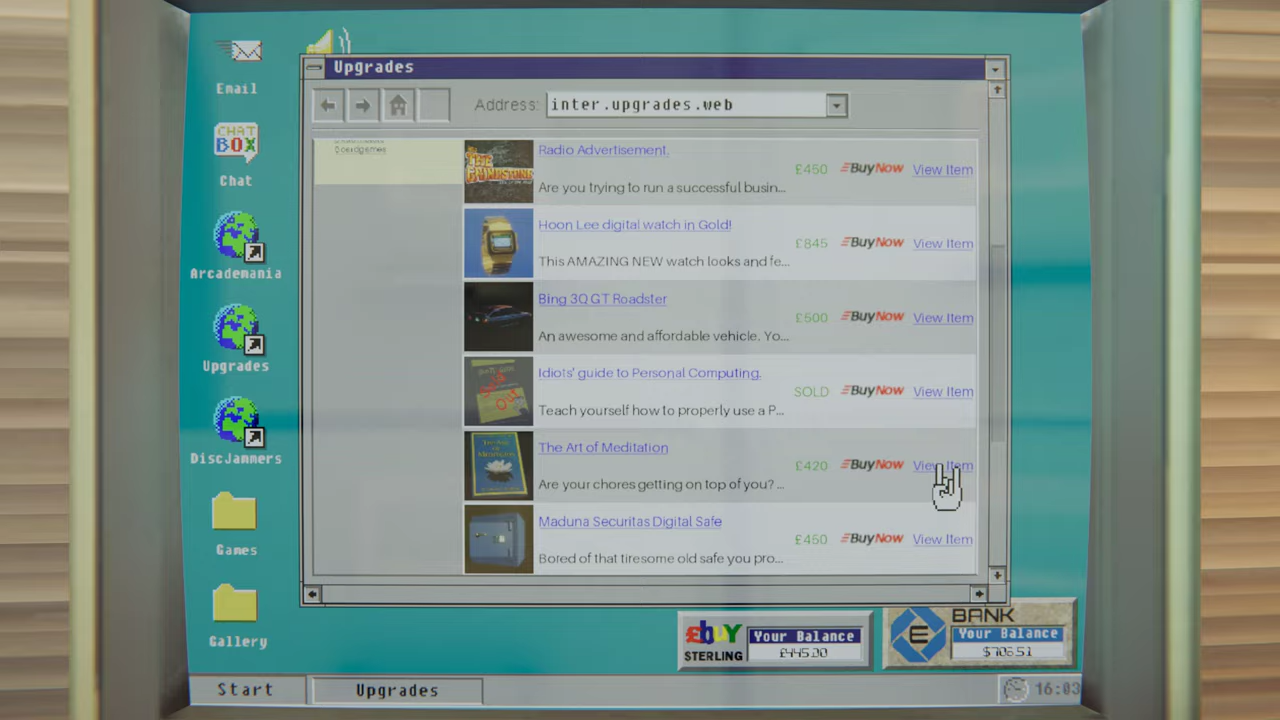 Email
CHAT
BOX
Chat
Arcademania
Upgrades
DiscJammers
Games
Gallery
Upgrades
Address: inter.upgrades.web
Radio Advertisement.
Are you trying to run a successful busin...
£450 BuyNow View Item
Hoon Lee digital watch in Gold!
This AMAZING NEW watch looks and fe...
£845 BuyNow View Item
Bing 3Q GT Roadster
An awesome and affordable vehicle. Yo...
£500 BuyNow View Item
Idiots' guide to Personal Computing.
Teach yourself how to properly use a P...
SOLD BuyNow View Item
The Art of Meditation
Are your chores getting on top of you? ...
£420 BuyNow View Item
Maduna Securitas Digital Safe
Bored of that tiresome old safe you pro...
£460 BuyNow View Item
ebuy
STERLING
Your Balance
£445.00
E
BANK
Your Balance
$706.51
Start
Upgrades
16:03